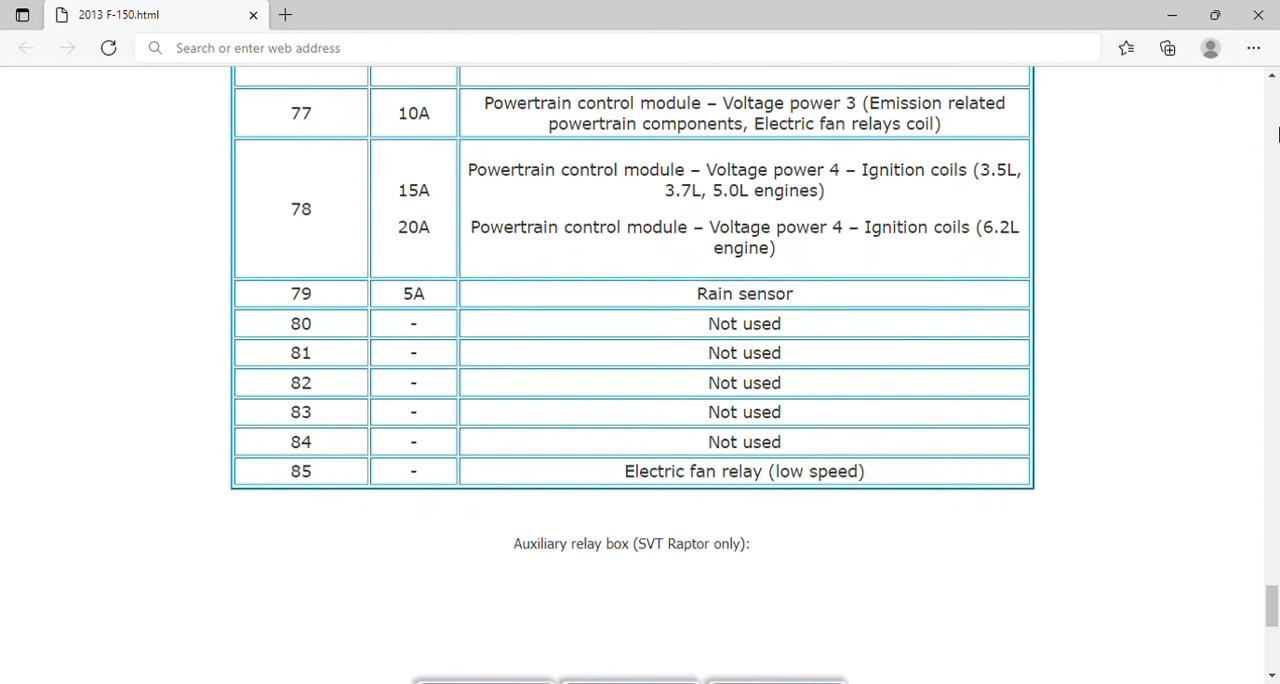 2013 F-150.html
Search or enter web address
77 10A Powertrain control module – Voltage power 3 (Emission related
powertrain components, Electric fan relays coil)
78
15A Powertrain control module – Voltage power 4 – Ignition coils (3.5L,
3.7L, 5.0L engines)
20A Powertrain control module – Voltage power 4 – Ignition coils (6.2L
engine)
79 5A Rain sensor
80 - Not used
81 - Not used
82 - Not used
83 - Not used
84 - Not used
85 - Electric fan relay (low speed)
Auxiliary relay box (SVT Raptor only):